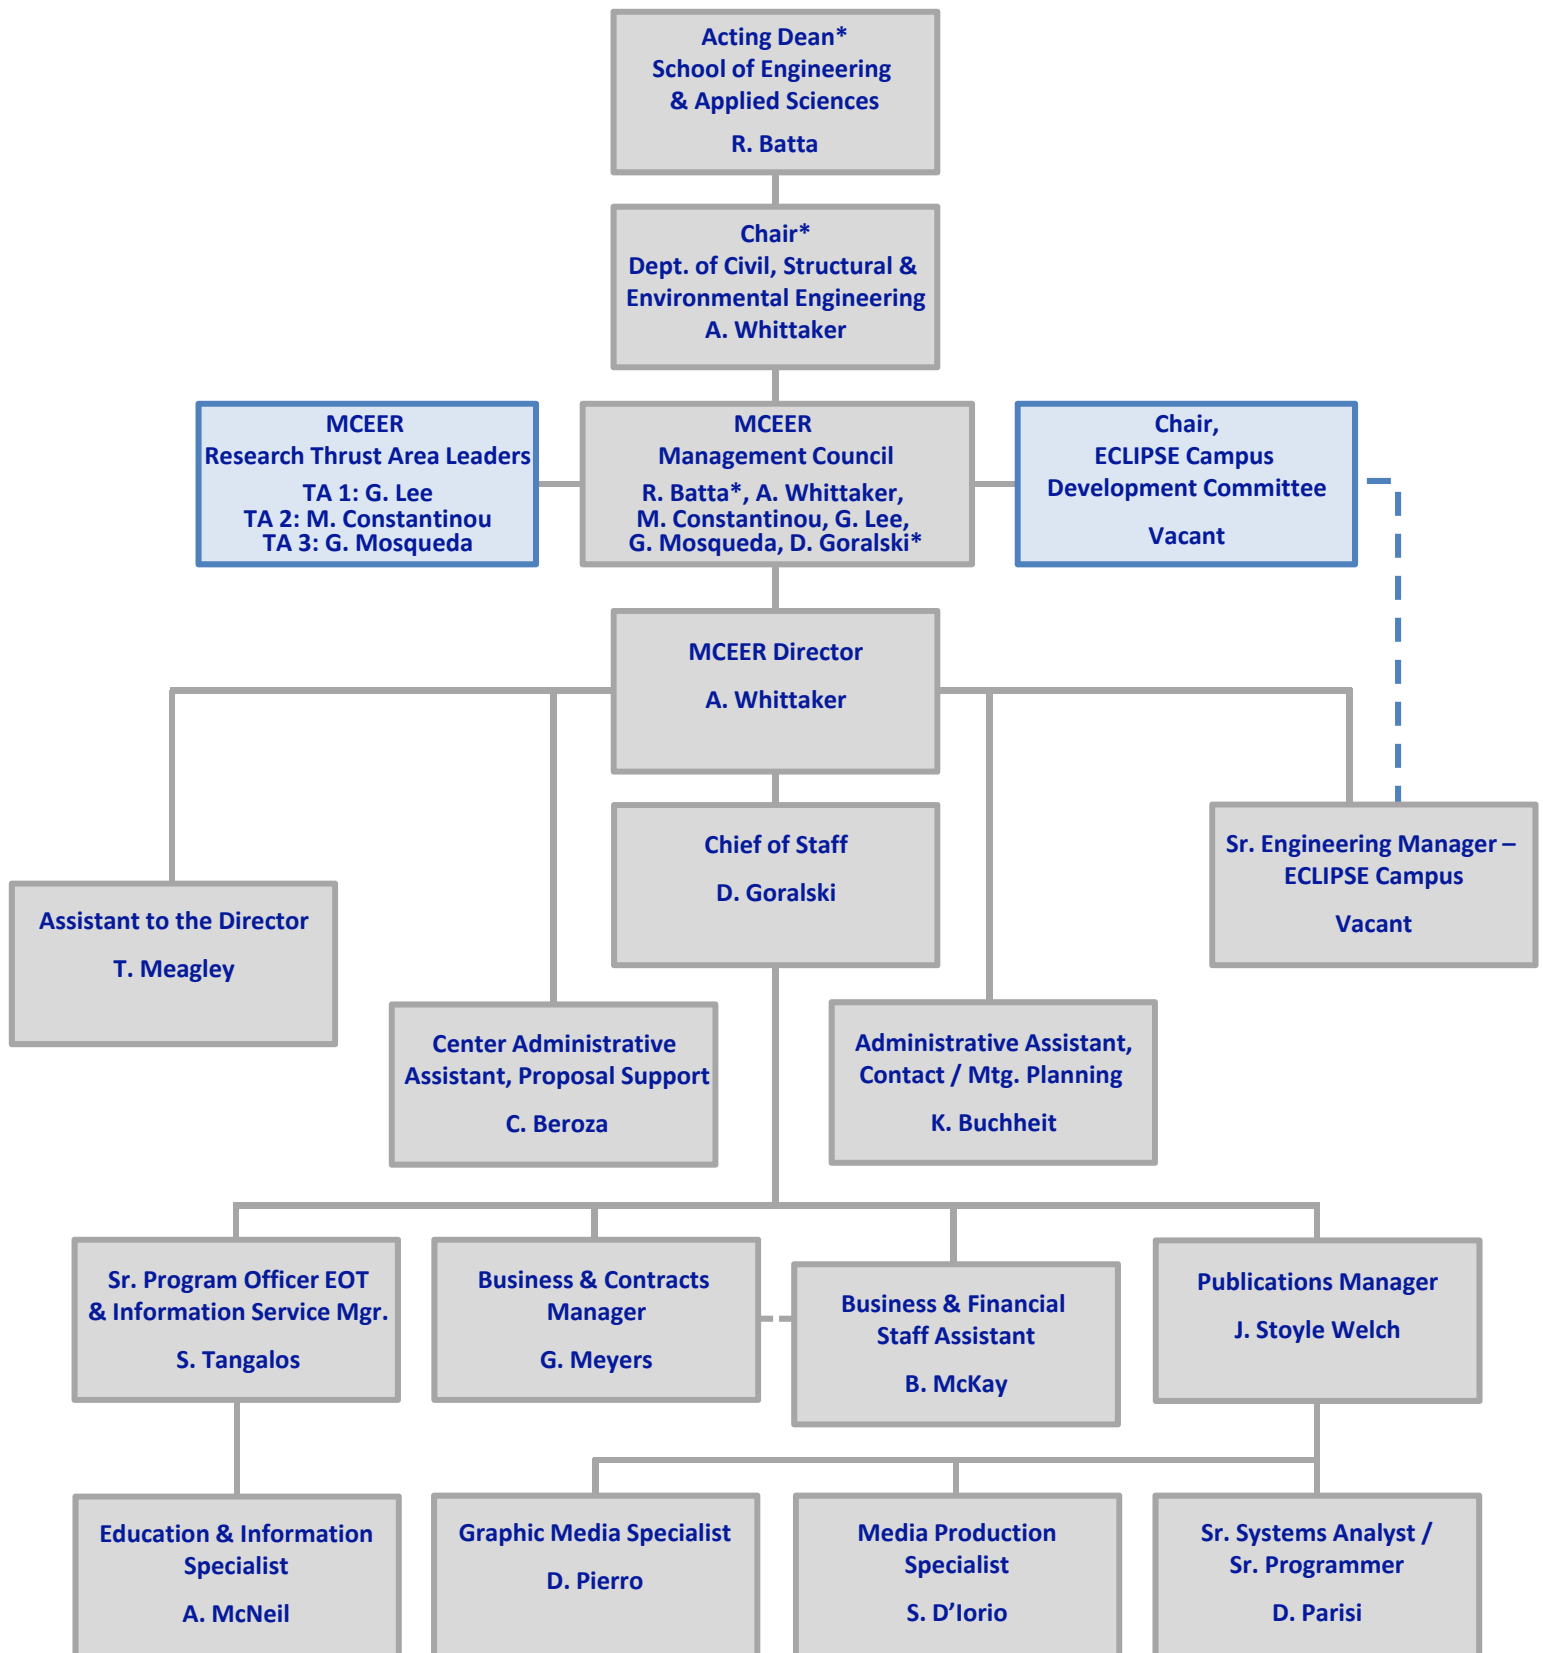 Acting Dean*
School of Engineering
& Applied Sciences
R. Batta
Chair*
Dept. of Civil, Structural &
Environmental Engineering
A. Whittaker
MCEER
Research Thrust Area Leaders
TA 1: G. Lee
TA 2: M. Constantinou
TA 3: G. Mosqueda
MCEER
Management Council
R. Batta*, A. Whittaker,
M. Constantinou, G. Lee,
G. Mosqueda, D. Goralski*
Chair,
ECLIPSE Campus
Development Committee
Vacant
MCEER Director
A. Whittaker
Chief of Staff
D. Goralski
Sr. Engineering Manager –
ECLIPSE Campus
Vacant
Assistant to the Director
T. Meagley
Center Administrative
Assistant, Proposal Support
C. Beroza
Administrative Assistant,
Contact / Mtg. Planning
K. Buchheit
Sr. Program Officer EOT
& Information Service Mgr.
S. Tangalos
Business & Contracts
Manager
G. Meyers
Business & Financial
Staff Assistant
B. McKay
Publications Manager
J. Stoyle Welch
Education & Information
Specialist
A. McNeil
Graphic Media Specialist
D. Pierro
Media Production
Specialist
S. D’Iorio
Sr. Systems Analyst /
Sr. Programmer
D. Parisi